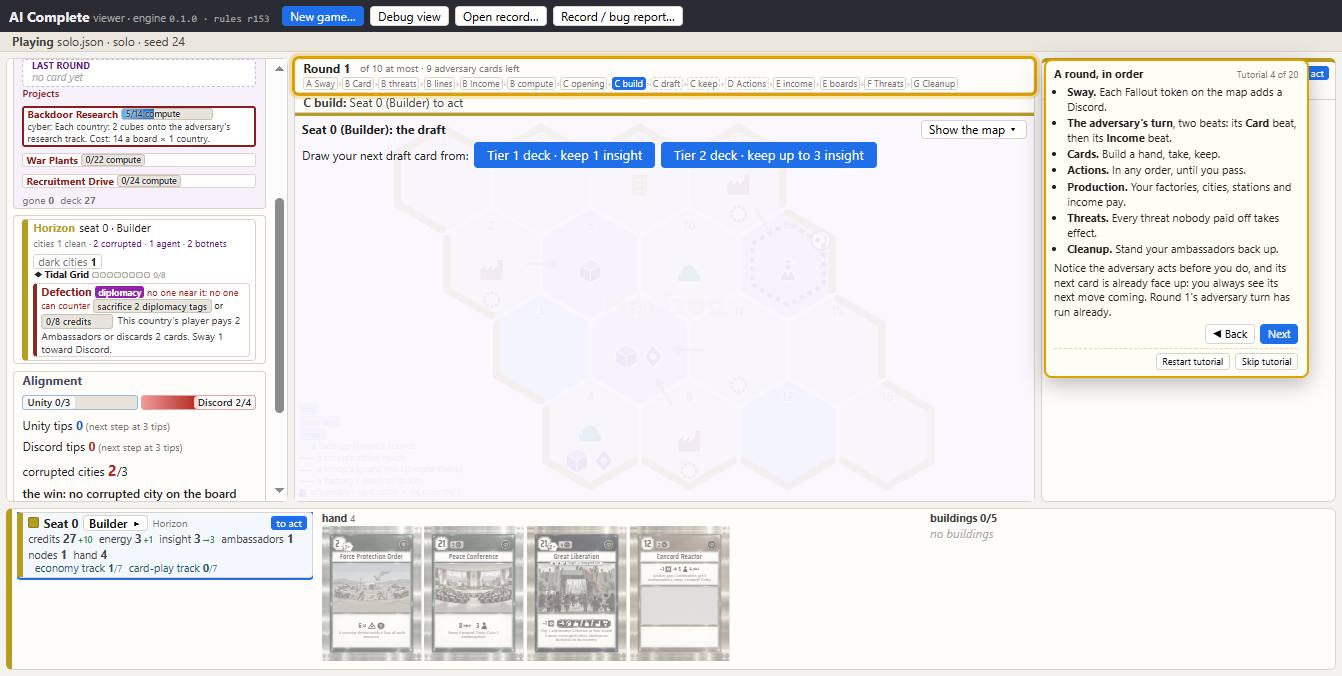 AI Complete viewer · engine 0.1.0 · rules r153 New game... Debug view Open record... Record / bug report...
Playing solo.json · solo · seed 24
LAST ROUND
no card yet
Projects
Backdoor Research 5/14 compute
cyber: Each country: 2 cubes onto the adversary's
research track. Cost: 14 a board × 1 country.
War Plants 0/22 compute
Recruitment Drive 0/24 compute
gone 0 deck 27
Horizon seat 0 · Builder
cities 1 clean · 2 corrupted · 1 agent · 2 botnets
dark cities 1
◆ Tidal Grid 0/8
Defection diplomacy no one near it: no one
can counter sacrifice 2 diplomacy tags or
0/8 credits This country's player pays 2
Ambassadors or discards 2 cards. Sway 1
toward Discord.
Alignment
Unity 0/3 Discord 2/4
Unity tips 0 (next step at 3 tips)
Discord tips 0 (next step at 3 tips)
corrupted cities 2/3
the win: no corrupted city on the board
Round 1 of 10 at most · 9 adversary cards left
A Sway › B Card › B threats › B lines › B Income › B compute › C opening › C build › C draft › C keep › D Actions › E income › E boards › F Threats › G Cleanup
C build: Seat 0 (Builder) to act
Seat 0 (Builder): the draft Show the map ▾
Draw your next draft card from: Tier 1 deck · keep 1 insight Tier 2 deck · keep up to 3 insight
A round, in order Tutorial 4 of 20
act
• Sway. Each Fallout token on the map adds a
Discord.
• The adversary's turn, two beats: its Card beat,
then its Income beat.
• Cards. Build a hand, take, keep.
• Actions. In any order, until you pass.
• Production. Your factories, cities, stations and
income pay.
• Threats. Every threat nobody paid off takes
effect.
• Cleanup. Stand your ambassadors back up.
Notice the adversary acts before you do, and its
next card is already face up: you always see its
next move coming. Round 1's adversary turn has
run already.
◀ Back Next
Restart tutorial Skip tutorial
Seat 0 Builder ▸ Horizon to act
credits 27 +10 energy 3 +1 insight 3 →3 ambassadors 1
nodes 1 hand 4
economy track 1/7 card-play track 0/7
hand 4
2 Force Protection Order
21 Peace Conference
21 Great Liberation
12 Concord Reactor
buildings 0/5
no buildings